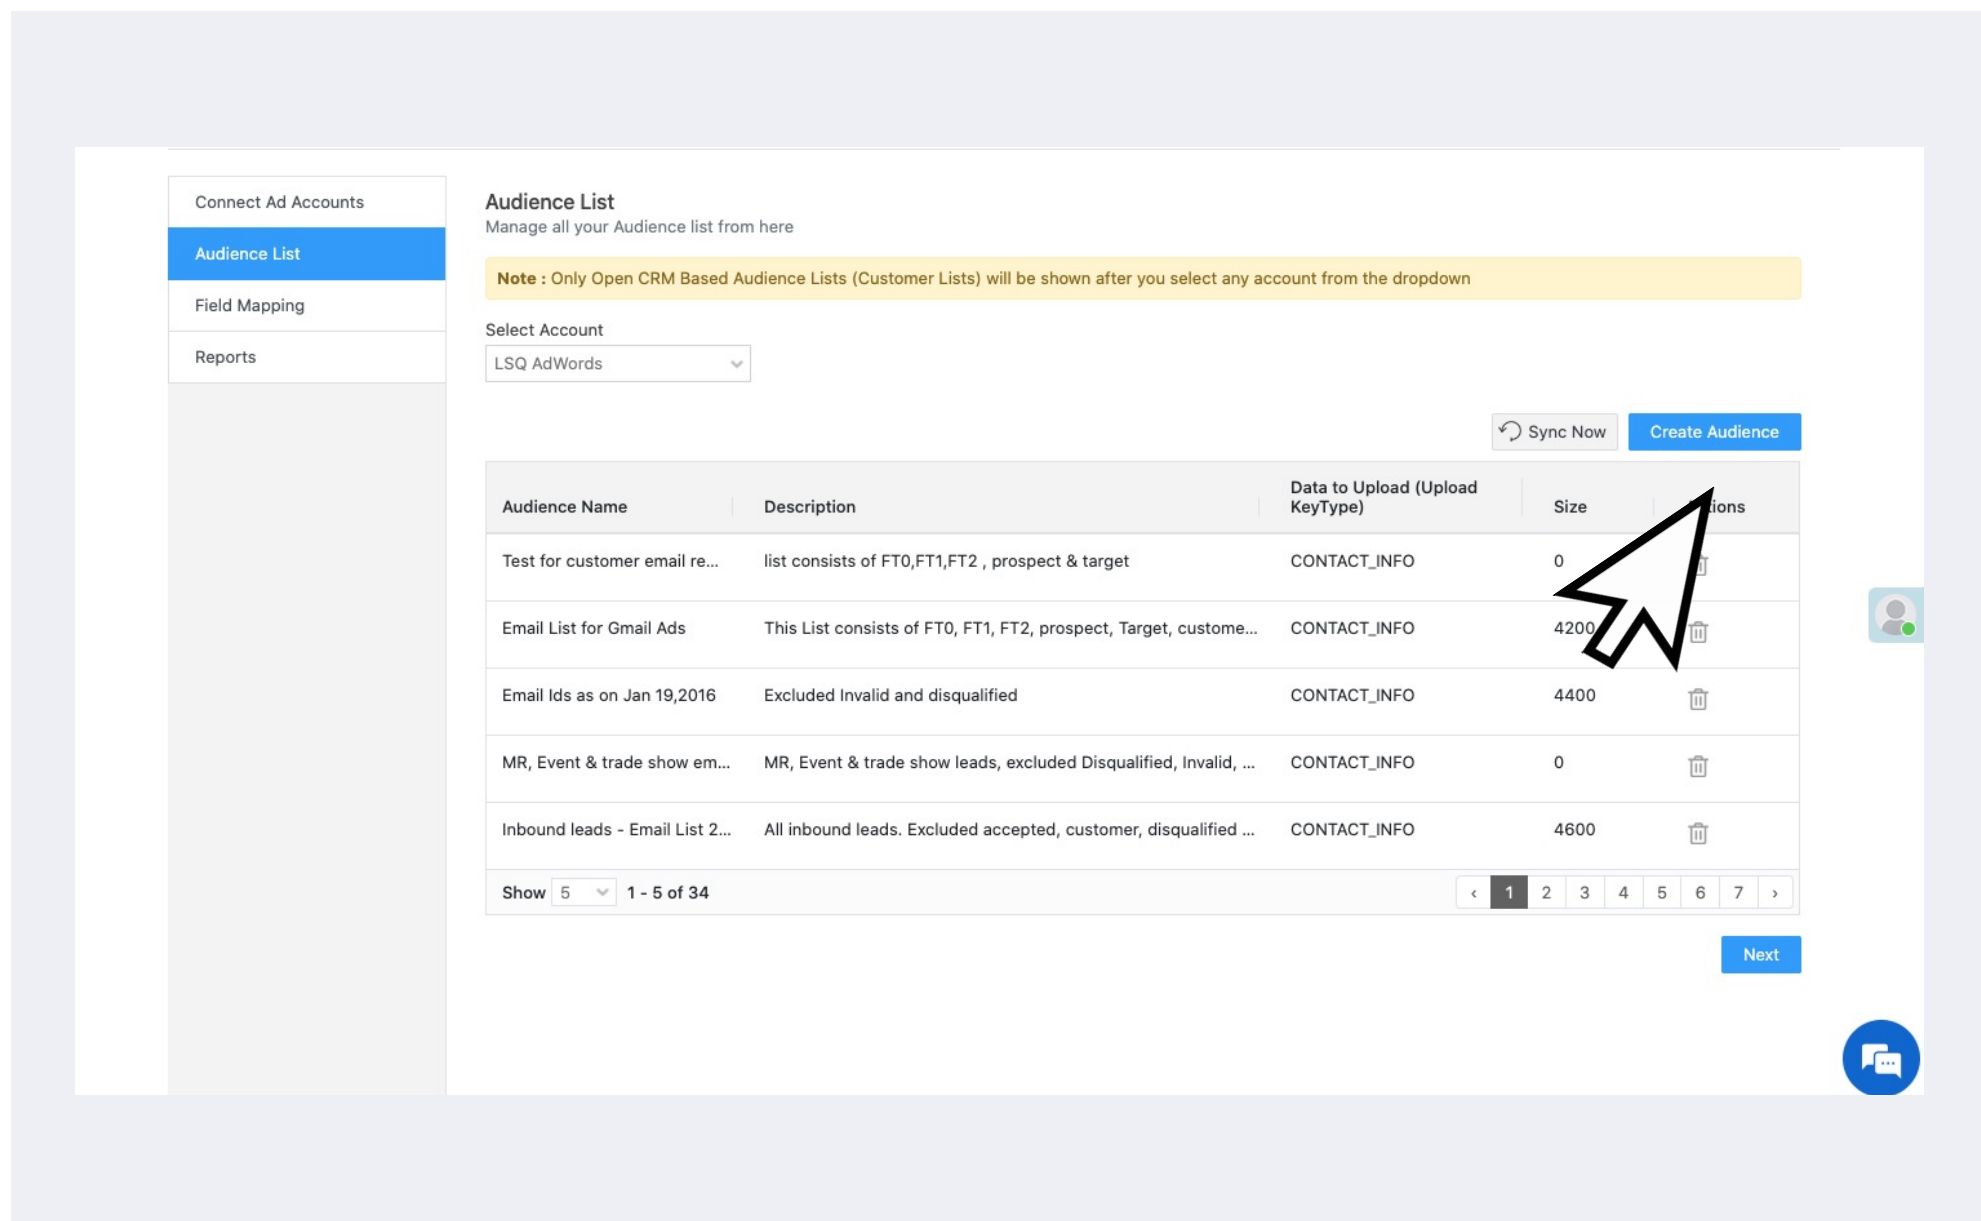 Connect Ad Accounts
Audience List
Field Mapping
Reports
Audience List
Manage all your Audience list from here
Note : Only Open CRM Based Audience Lists (Customer Lists) will be shown after you select any account from the dropdown
Select Account
LSQ AdWords
Sync Now
Create Audience
Audience Name Description Data to Upload (Upload KeyType) Size
Test for customer email re... list consists of FT0,FT1,FT2 , prospect & target CONTACT_INFO 0
Email List for Gmail Ads This List consists of FT0, FT1, FT2, prospect, Target, custome... CONTACT_INFO 4200
Email Ids as on Jan 19,2016 Excluded Invalid and disqualified CONTACT_INFO 4400
MR, Event & trade show em... MR, Event & trade show leads, excluded Disqualified, Invalid, ... CONTACT_INFO 0
Inbound leads - Email List 2... All inbound leads. Excluded accepted, customer, disqualified ... CONTACT_INFO 4600
Show 5 1 - 5 of 34
‹ 1 2 3 4 5 6 7 ›
Next